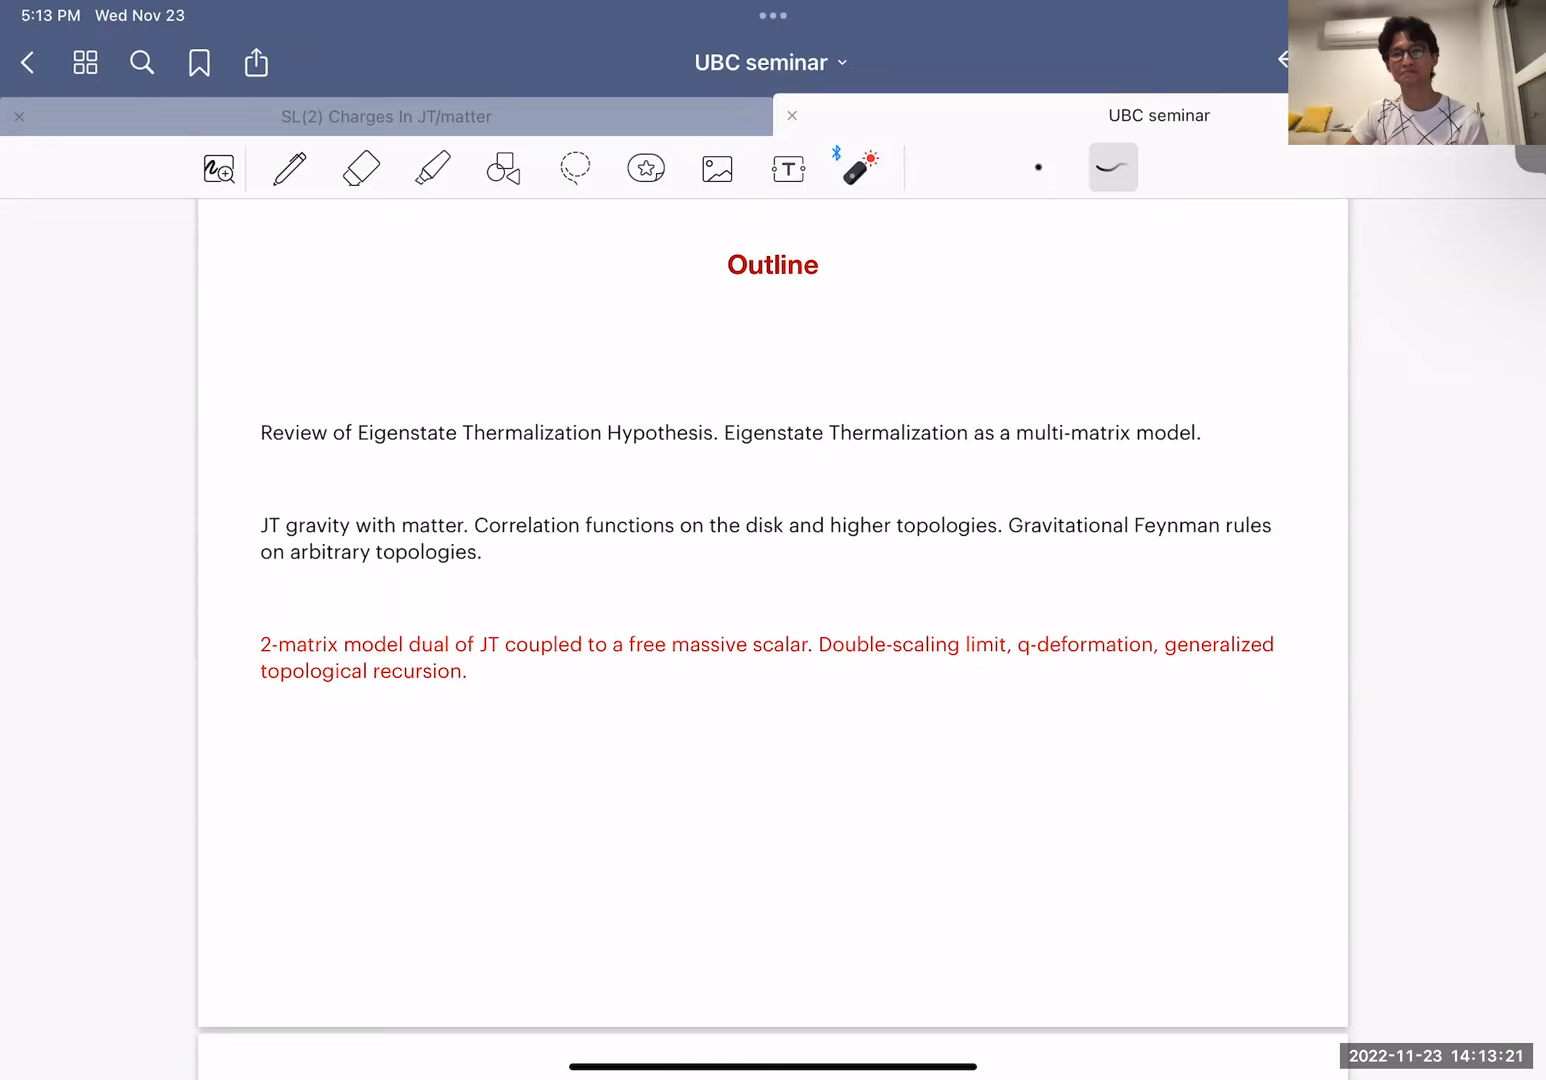 5:13 PM Wed Nov 23
UBC seminar
SL(2) Charges In JT/matter
UBC seminar
T
Outline
Review of Eigenstate Thermalization Hypothesis. Eigenstate Thermalization as a multi-matrix model.
JT gravity with matter. Correlation functions on the disk and higher topologies. Gravitational Feynman rules
on arbitrary topologies.
2-matrix model dual of JT coupled to a free massive scalar. Double-scaling limit, q-deformation, generalized
topological recursion.
2022-11-23 14:13:21